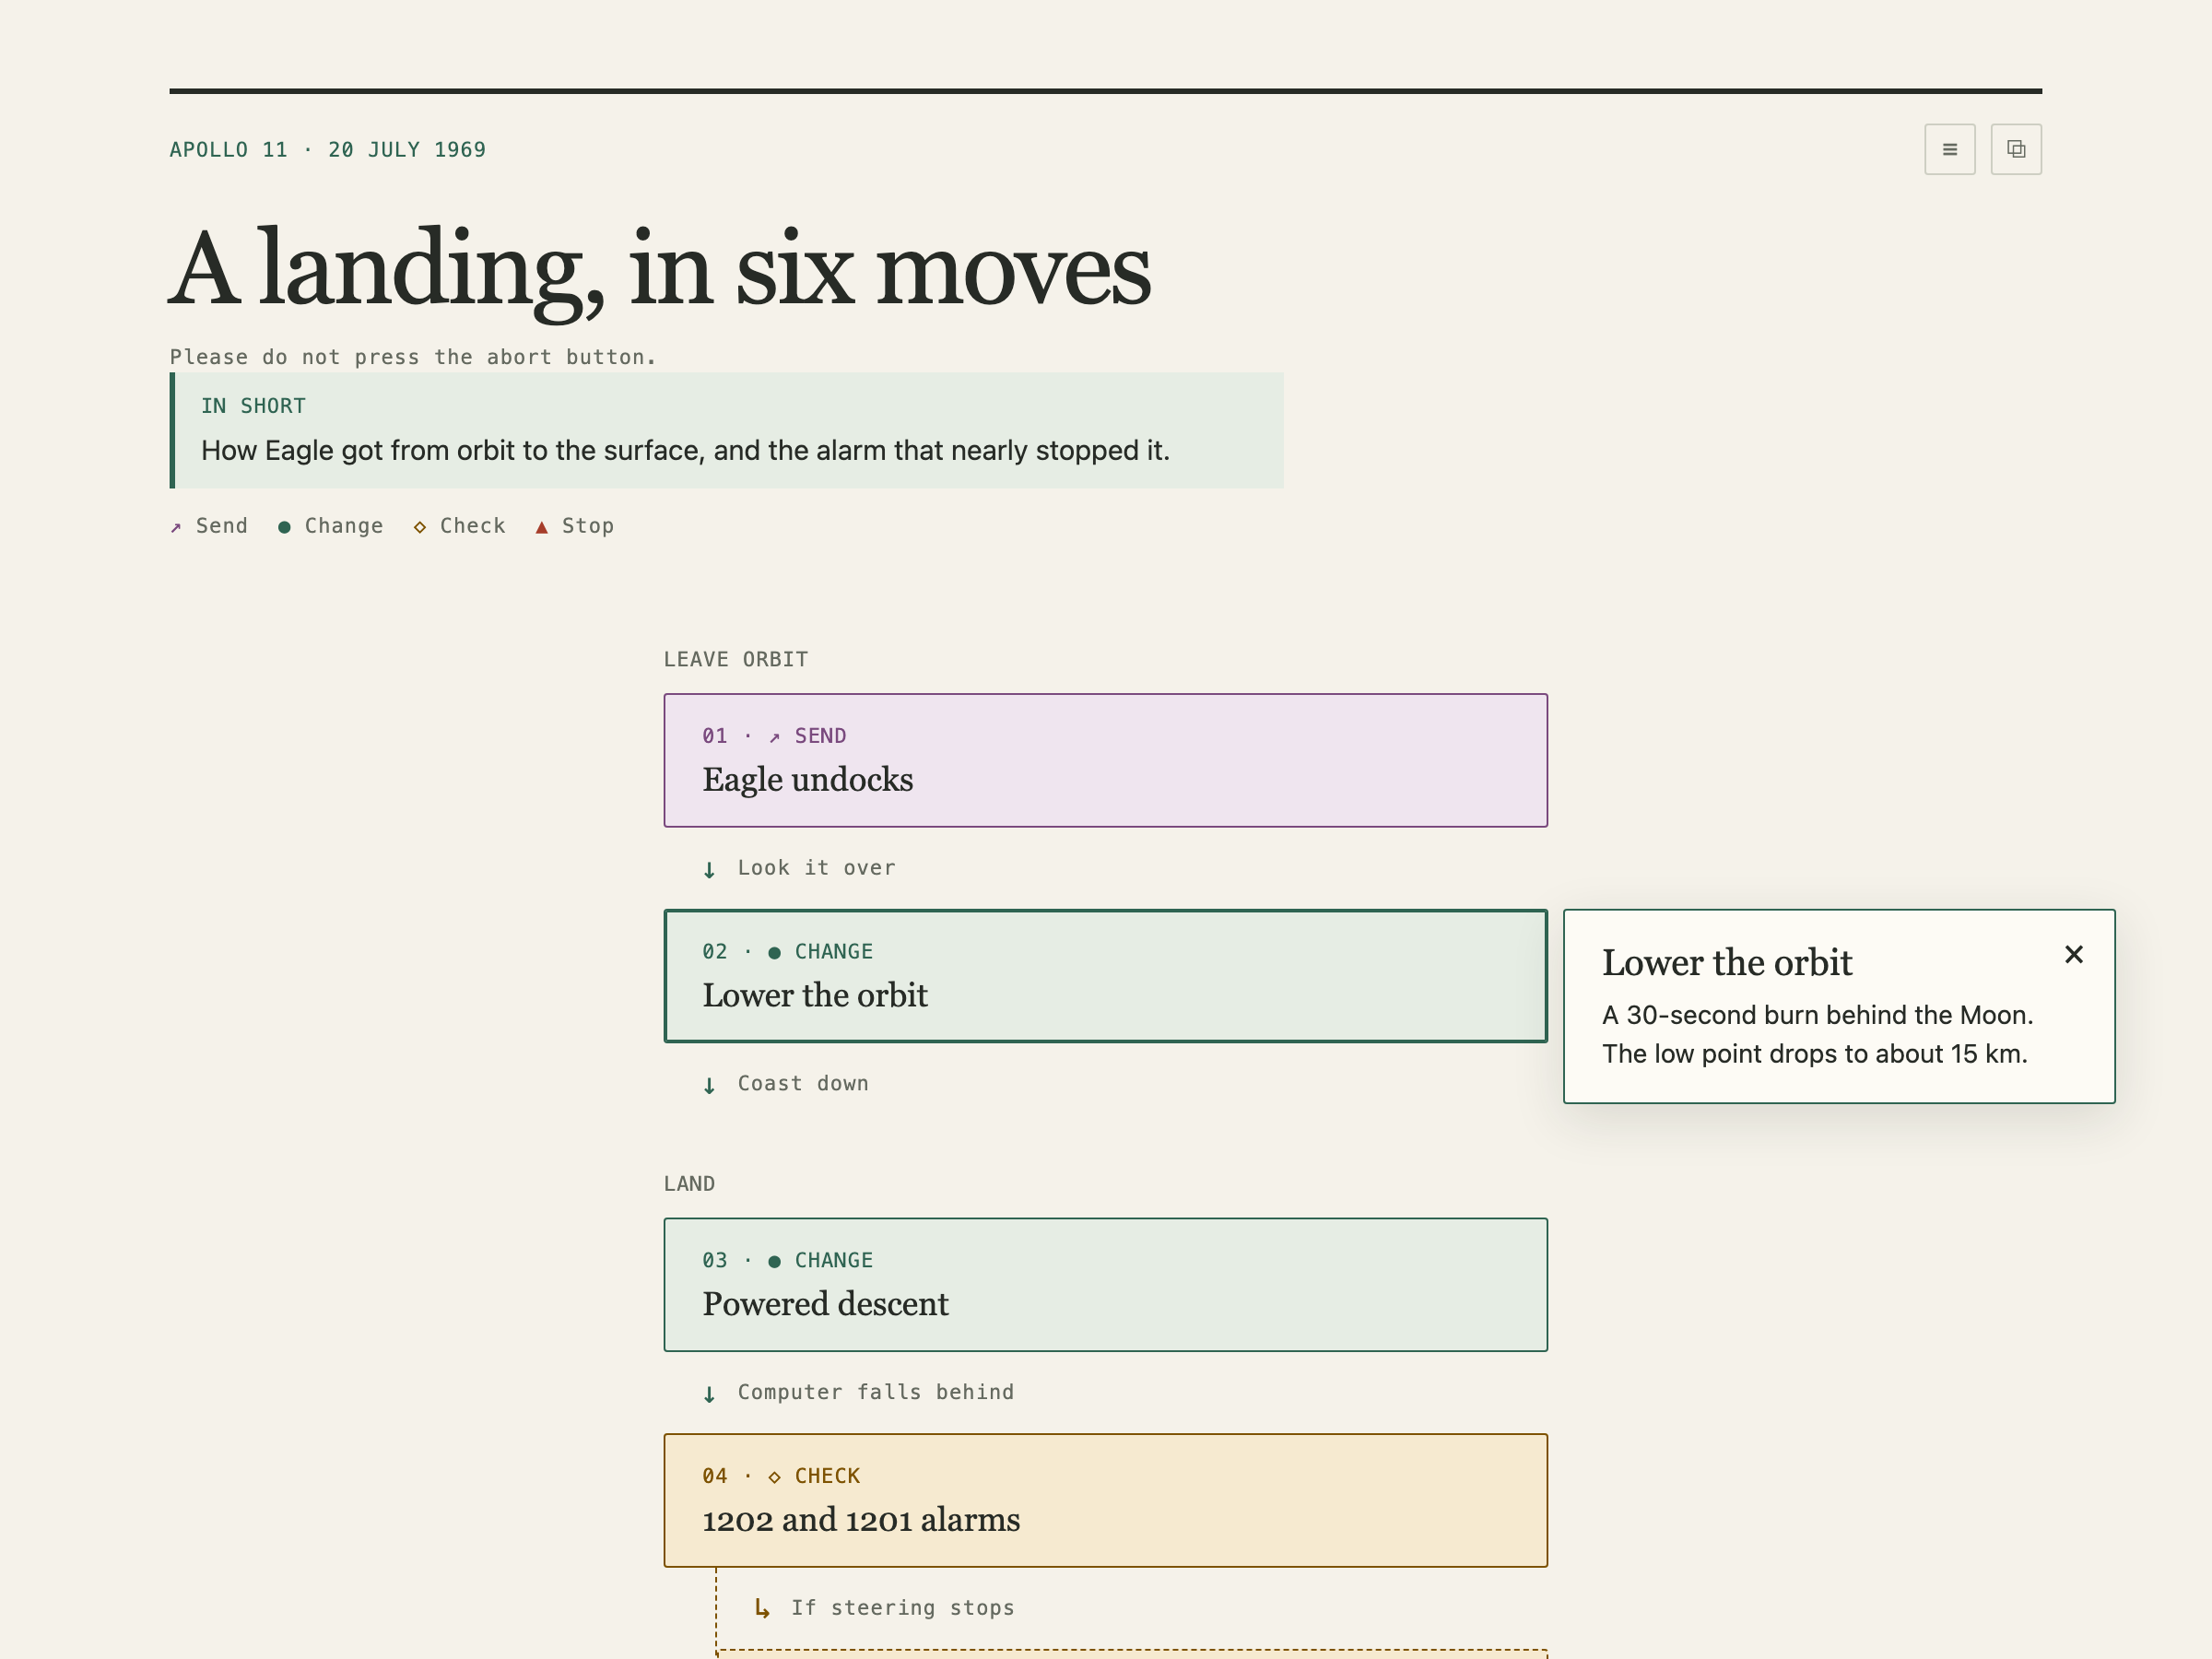 APOLLO 11 · 20 JULY 1969
A landing, in six moves
Please do not press the abort button.
IN SHORT
How Eagle got from orbit to the surface, and the alarm that nearly stopped it.
↗ Send ● Change ◇ Check ▲ Stop
LEAVE ORBIT
01 · ↗ SEND
Eagle undocks
↓ Look it over
02 · ● CHANGE
Lower the orbit
Lower the orbit
A 30-second burn behind the Moon.
The low point drops to about 15 km.
↓ Coast down
LAND
03 · ● CHANGE
Powered descent
↓ Computer falls behind
04 · ◇ CHECK
1202 and 1201 alarms
↳ If steering stops